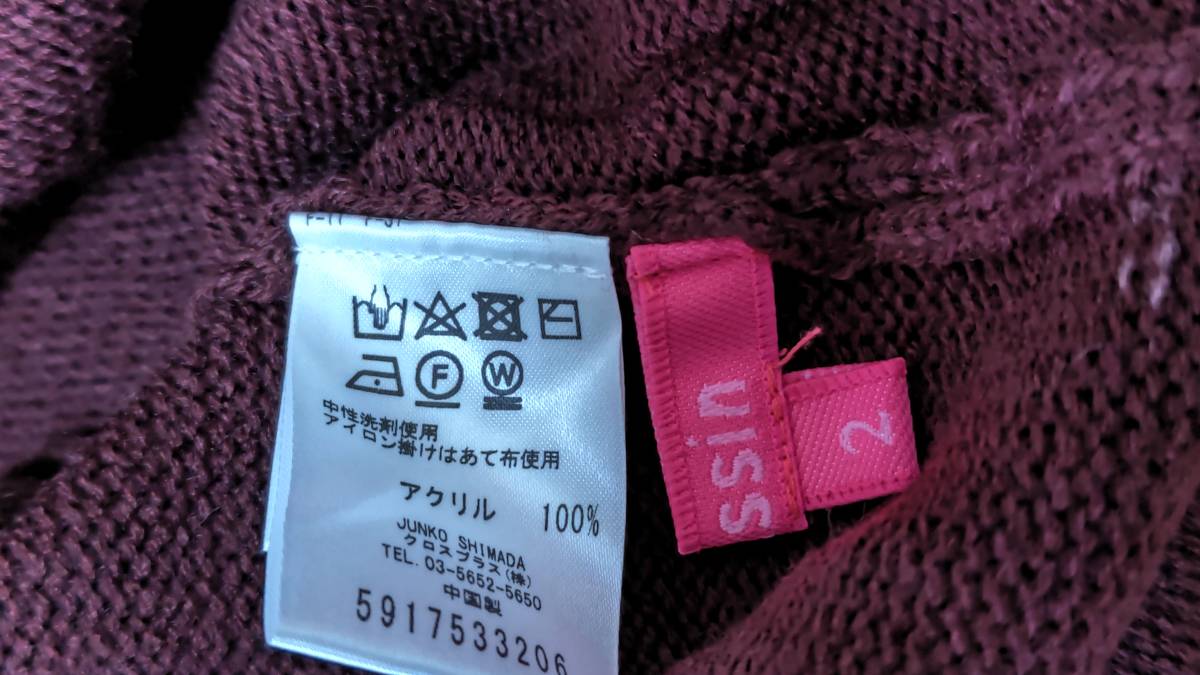 F
W
中性洗剤使用
アイロン掛けはあて布使用
アクリル 100%
JUNKO SHIMADA
クロスプラス(株)
TEL. 03-5652-5650
中国製
5917533206
ssin
2